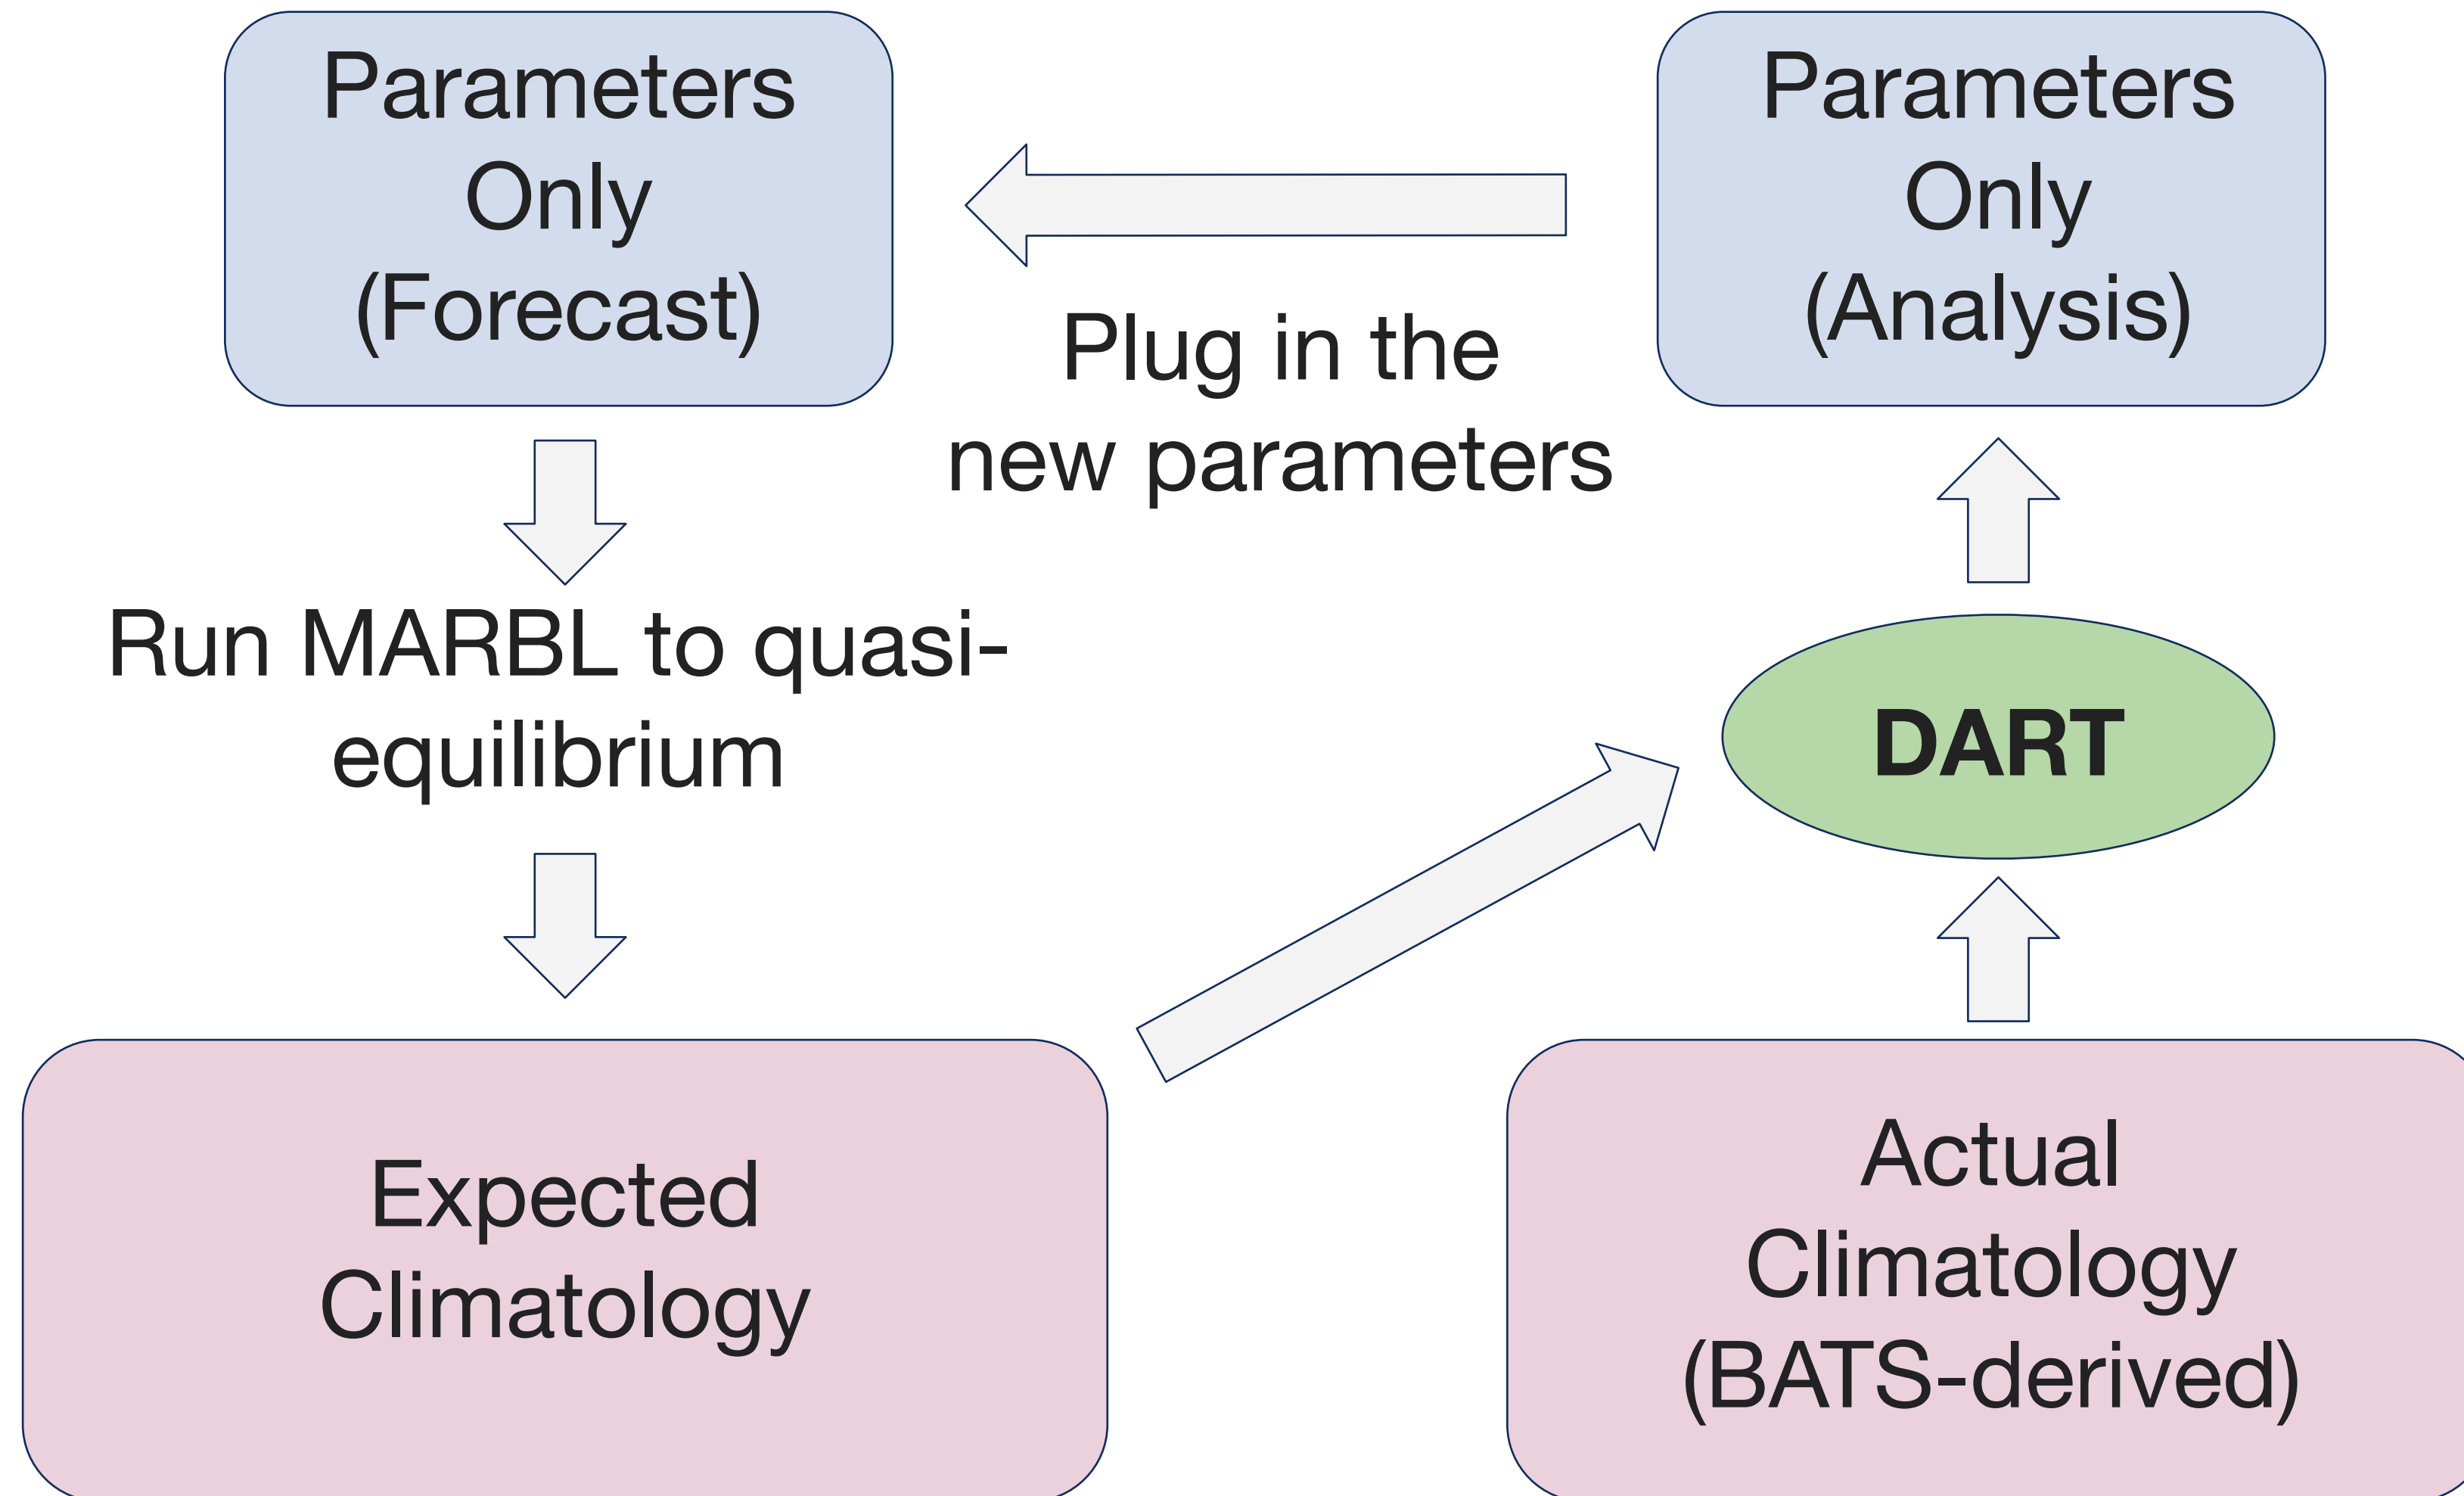 Parameters
Only
(Forecast)
Parameters
Only
(Analysis)
Plug in the
new parameters
Run MARBL to quasi-
equilibrium
DART
Expected
Climatology
Actual
Climatology
(BATS-derived)